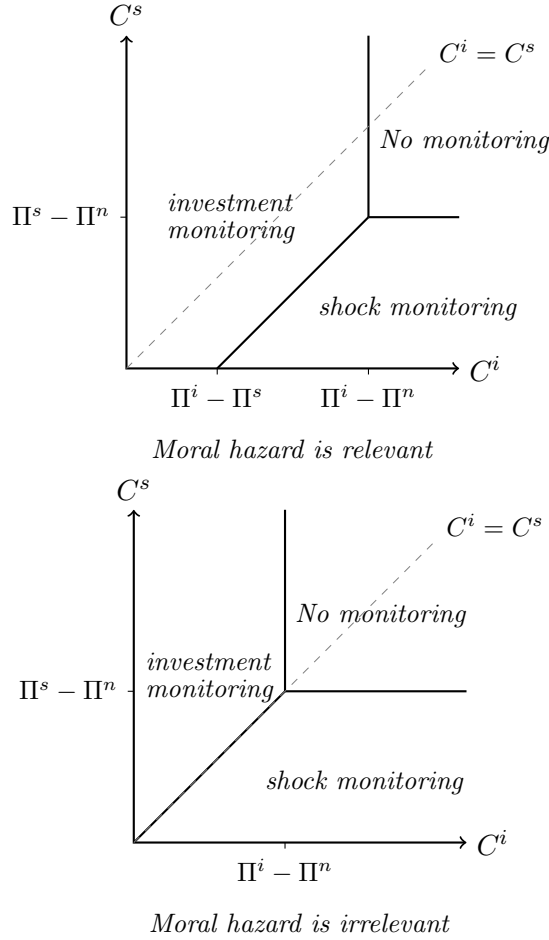 C^s
C^i = C^s
No monitoring
investment
monitoring
Π^s − Π^n
shock monitoring
C^i
Π^i − Π^s
Π^i − Π^n
Moral hazard is relevant
C^s
C^i = C^s
No monitoring
investment
monitoring
Π^s − Π^n
shock monitoring
C^i
Π^i − Π^n
Moral hazard is irrelevant